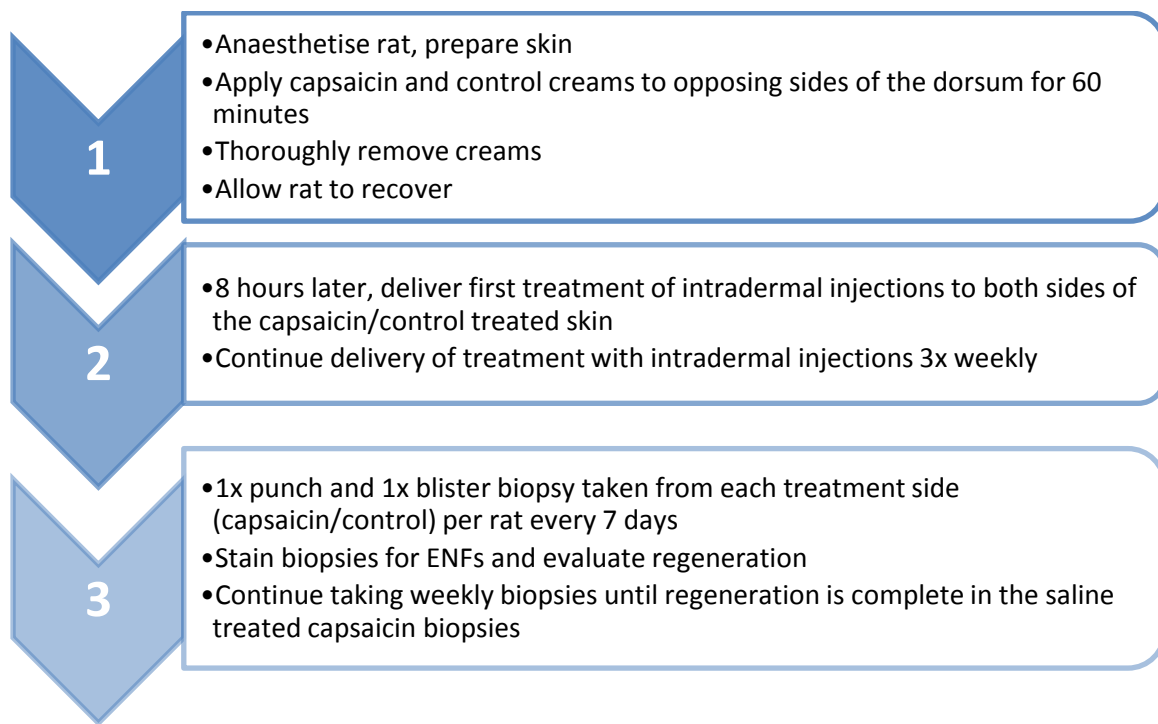 1
•Anaesthetise rat, prepare skin
•Apply capsaicin and control creams to opposing sides of the dorsum for 60
minutes
•Thoroughly remove creams
•Allow rat to recover
2
•8 hours later, deliver first treatment of intradermal injections to both sides of
the capsaicin/control treated skin
•Continue delivery of treatment with intradermal injections 3x weekly
3
•1x punch and 1x blister biopsy taken from each treatment side
(capsaicin/control) per rat every 7 days
•Stain biopsies for ENFs and evaluate regeneration
•Continue taking weekly biopsies until regeneration is complete in the saline
treated capsaicin biopsies